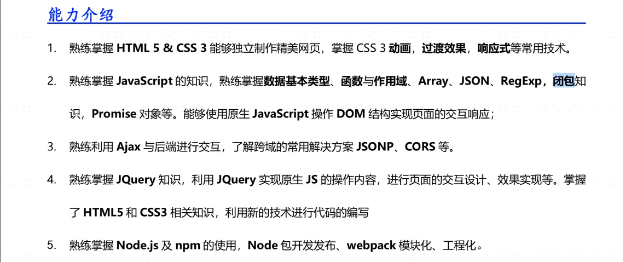 能力介绍
1. 熟练掌握 HTML 5 & CSS 3 能够独立制作精美网页，掌握 CSS 3 动画，过渡效果，响应式等常用技术。
2. 熟练掌握 JavaScript 的知识，熟练掌握数据基本类型、函数与作用域、Array、JSON、RegExp，闭包知
识，Promise 对象等。能够使用原生 JavaScript 操作 DOM 结构实现页面的交互响应；
3. 熟练利用 Ajax 与后端进行交互，了解跨域的常用解决方案 JSONP、CORS 等。
4. 熟练掌握 JQuery 知识，利用 JQuery 实现原生 JS 的操作内容，进行页面的交互设计、效果实现等。掌握
了 HTML5 和 CSS3 相关知识，利用新的技术进行代码的编写
5. 熟练掌握 Node.js 及 npm 的使用，Node 包开发发布、webpack 模块化、工程化。